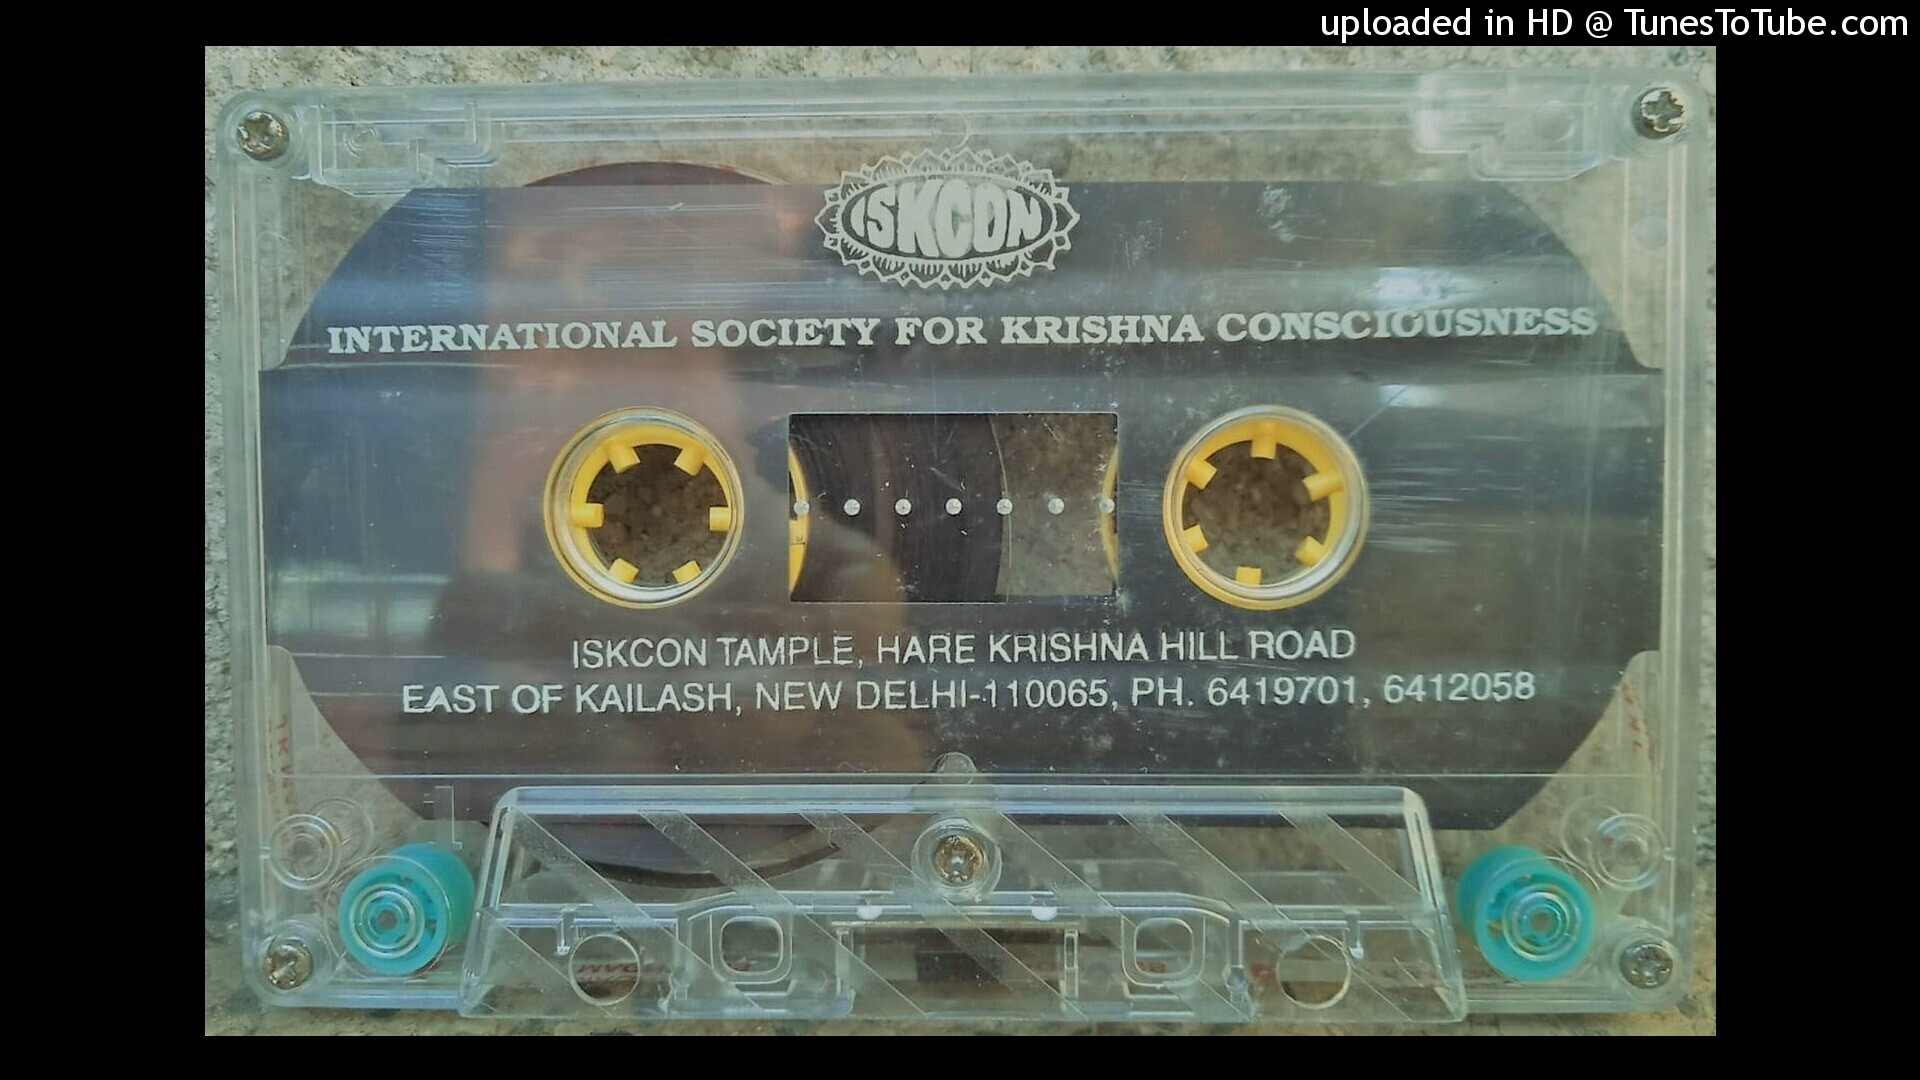 uploaded in HD @ TunesToTube.com
ISKCON
INTERNATIONAL SOCIETY FOR KRISHNA CONSCIOUSNESS
ISKCON TAMPLE, HARE KRISHNA HILL ROAD
EAST OF KAILASH, NEW DELHI-110065, PH. 6419701, 6412058
1